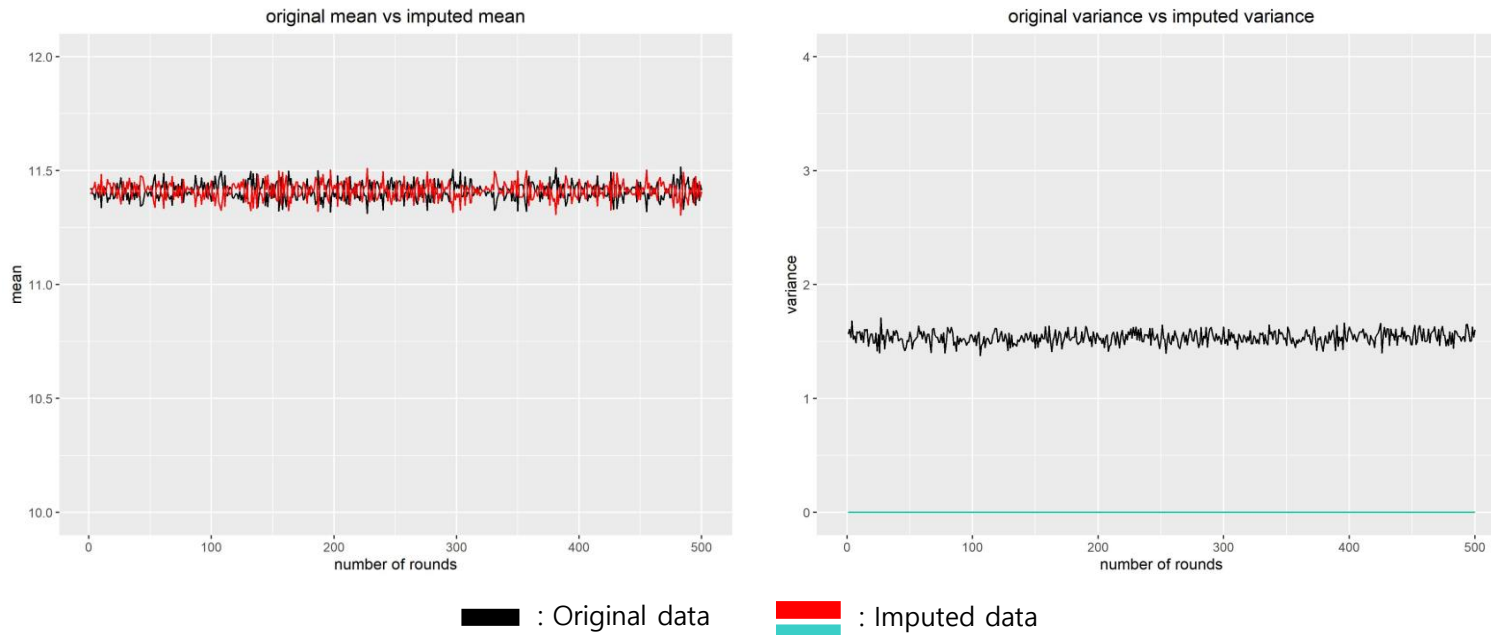 original mean vs imputed mean
12.0
11.5
11.0
10.5
10.0
mean
0 100 200 300 400 500
number of rounds
original variance vs imputed variance
4
3
2
1
0
variance
0 100 200 300 400 500
number of rounds
: Original data : Imputed data